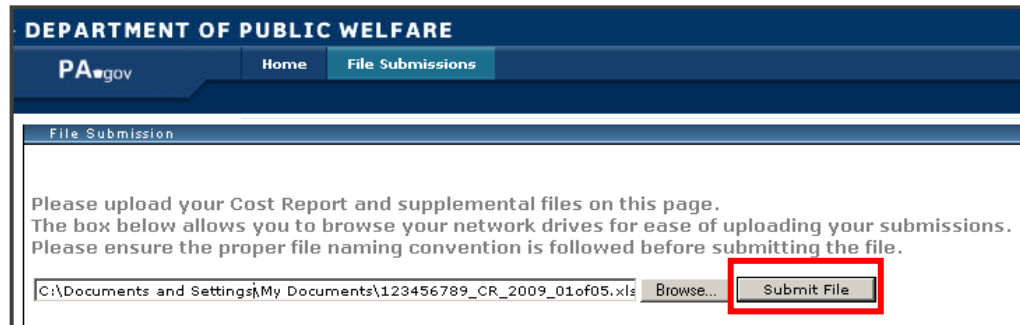 DEPARTMENT OF PUBLIC WELFARE
PA gov Home File Submissions
File Submission
Please upload your Cost Report and supplemental files on this page.
The box below allows you to browse your network drives for ease of uploading your submissions.
Please ensure the proper file naming convention is followed before submitting the file.
C:\Documents and Settings\My Documents\123456789_CR_2009_01of05.xls Browse... Submit File